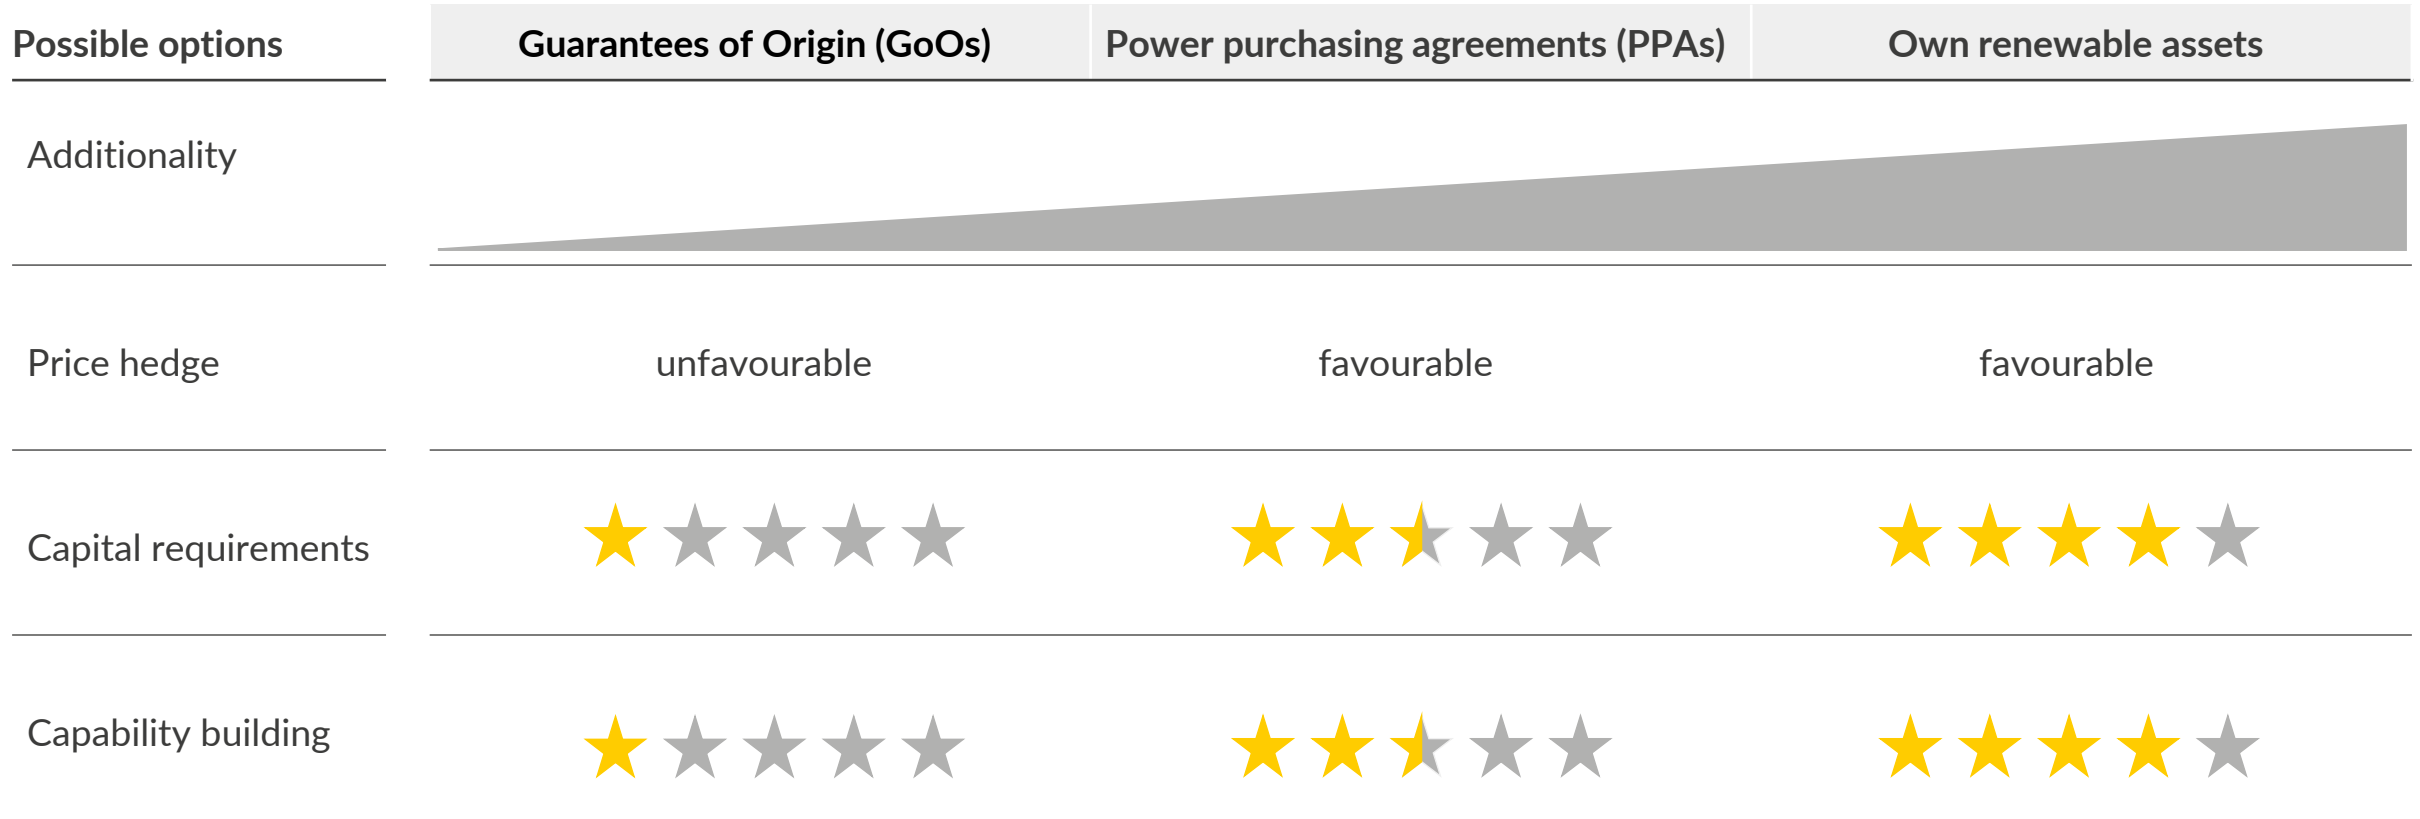 Possible options
Guarantees of Origin (GoOs)
Power purchasing agreements (PPAs)
Own renewable assets
Additionality
Price hedge
unfavourable
favourable
favourable
Capital requirements
Capability building